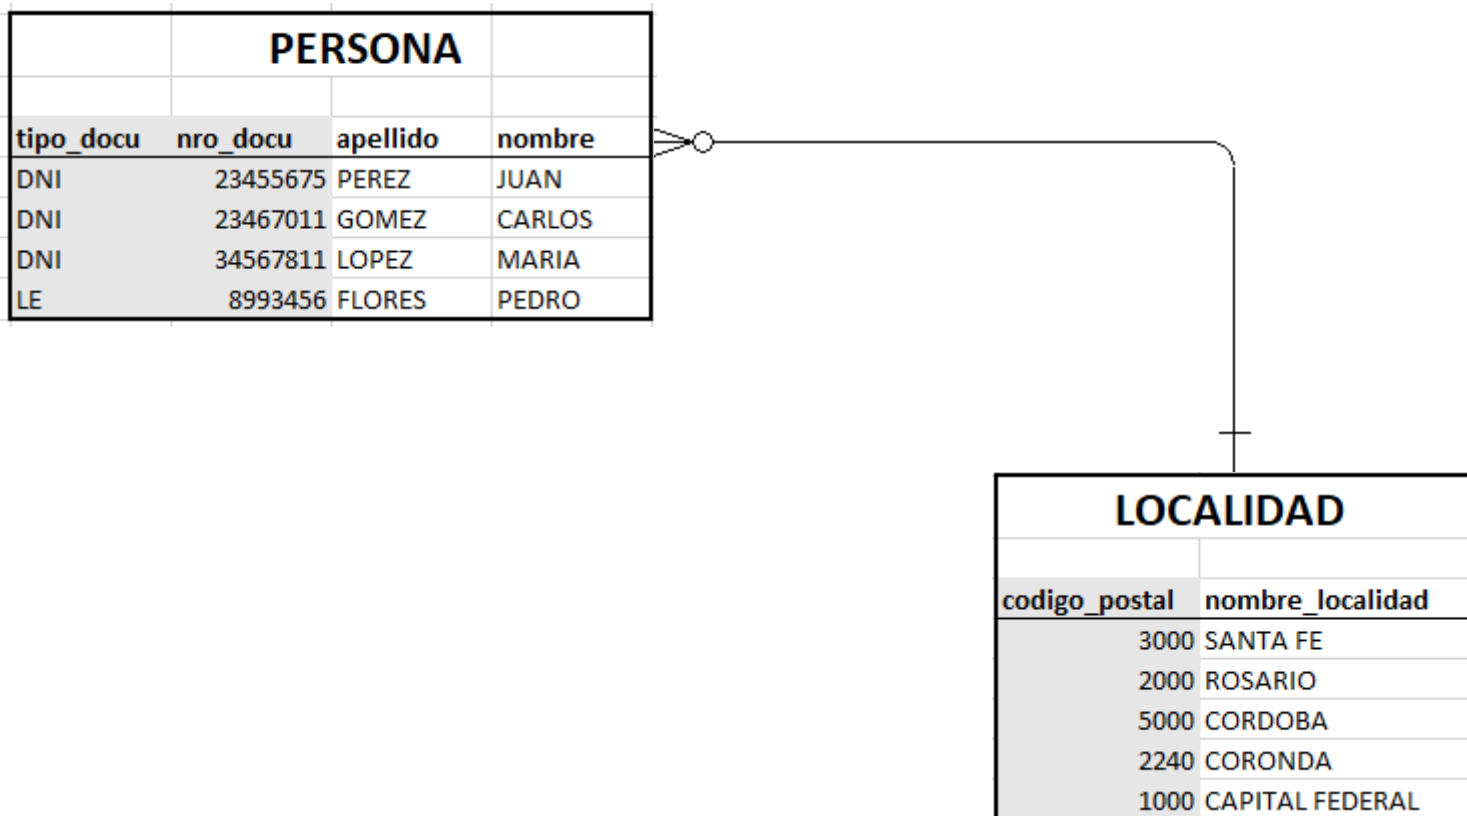 PERSONA
tipo_docu nro_docu apellido nombre
DNI 23455675 PEREZ JUAN
DNI 23467011 GOMEZ CARLOS
DNI 34567811 LOPEZ MARIA
LE 8993456 FLORES PEDRO
LOCALIDAD
codigo_postal nombre_localidad
3000 SANTA FE
2000 ROSARIO
5000 CORDOBA
2240 CORONDA
1000 CAPITAL FEDERAL